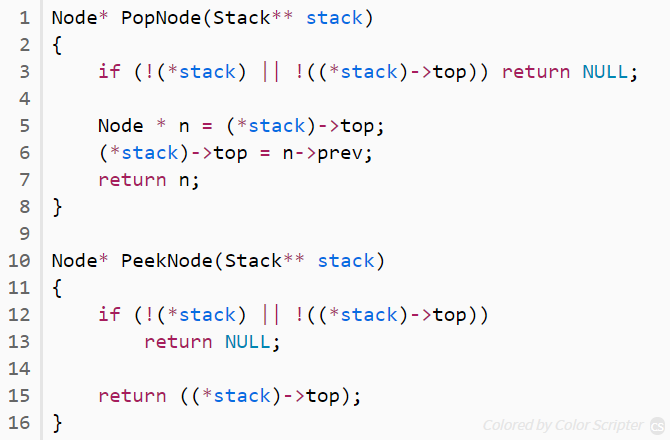 1 Node* PopNode(Stack** stack)
2 {
3     if (!(*stack) || !((*stack)->top)) return NULL;
4
5     Node * n = (*stack)->top;
6     (*stack)->top = n->prev;
7     return n;
8 }
9
10 Node* PeekNode(Stack** stack)
11 {
12     if (!(*stack) || !((*stack)->top))
13         return NULL;
14
15     return ((*stack)->top);
16 }
Colored by Color Scripter CS